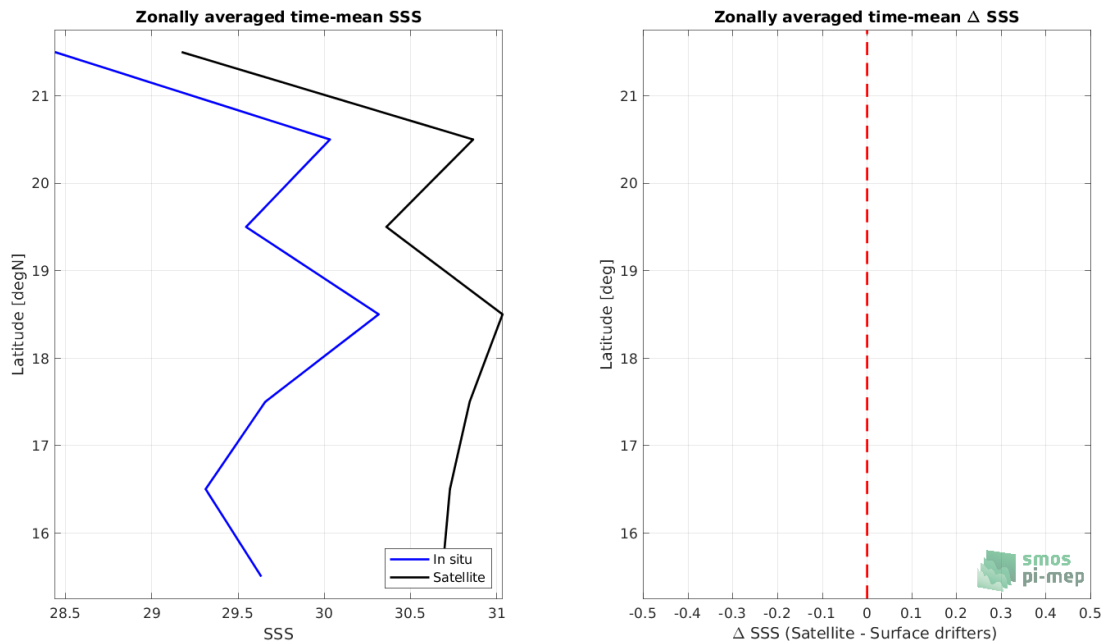 Zonally averaged time-mean SSS
21
20
19
18
17
16
Latitude [degN]
28.5 29 29.5 30 30.5 31
SSS
In situ
Satellite
Zonally averaged time-mean Δ SSS
21
20
19
18
17
16
Latitude [deg]
-0.5 -0.4 -0.3 -0.2 -0.1 0 0.1 0.2 0.3 0.4 0.5
Δ SSS (Satellite - Surface drifters)
smos
pi-mep